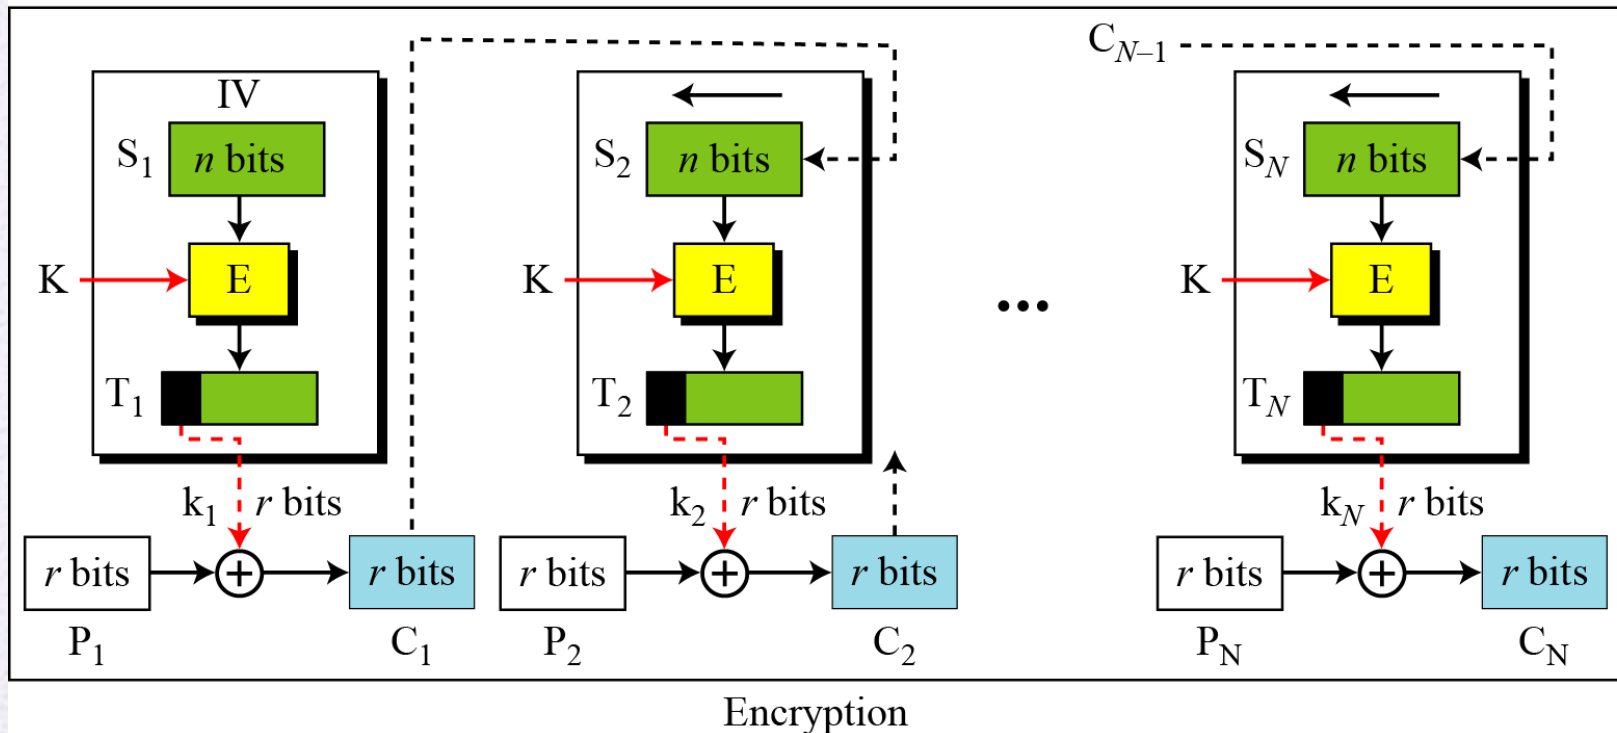 C_{N–1}
IV
S_1 n bits S_2 n bits S_N n bits
K E K E ... K E
T_1 T_2 T_N
k_1 r bits k_2 r bits k_N r bits
r bits + r bits r bits + r bits r bits + r bits
P_1 C_1 P_2 C_2 P_N C_N
Encryption